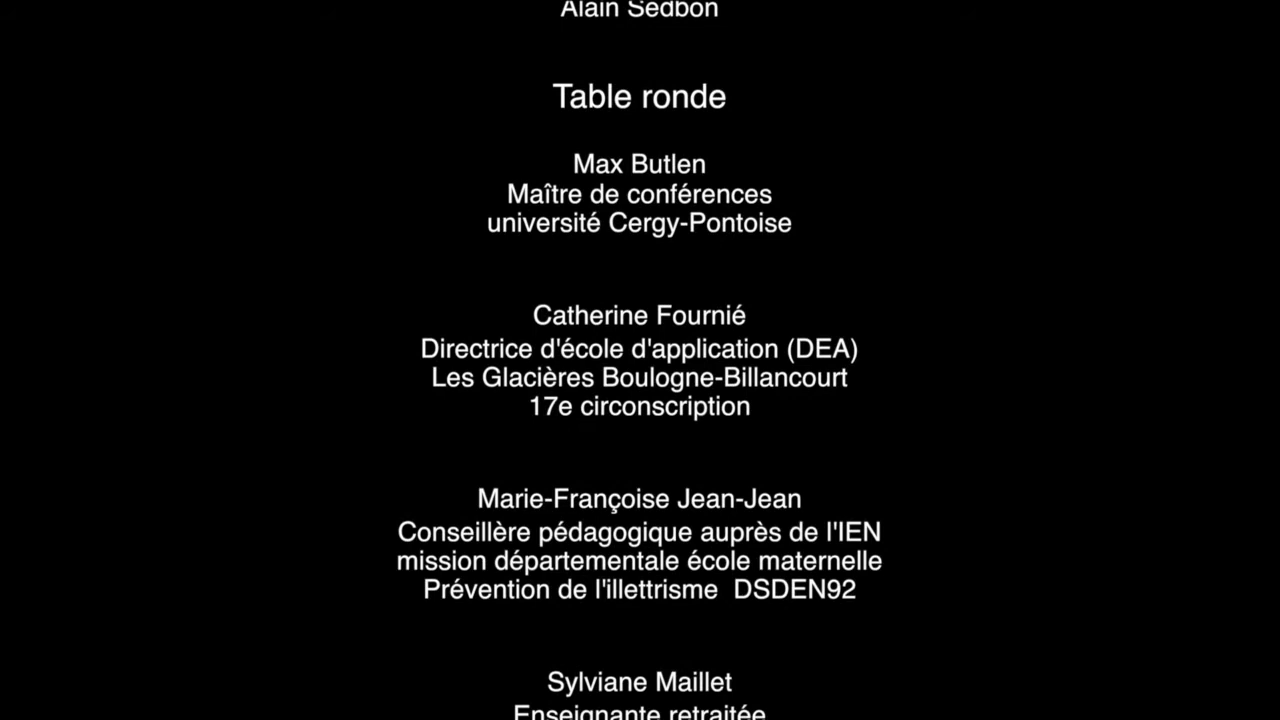 Alain Sedbon
Table ronde
Max Butlen
Maître de conférences
université Cergy-Pontoise
Catherine Fournié
Directrice d'école d'application (DEA)
Les Glacières Boulogne-Billancourt
17e circonscription
Marie-Françoise Jean-Jean
Conseillère pédagogique auprès de l'IEN
mission départementale école maternelle
Prévention de l'illettrisme  DSDEN92
Sylviane Maillet
Enseignante retraitée